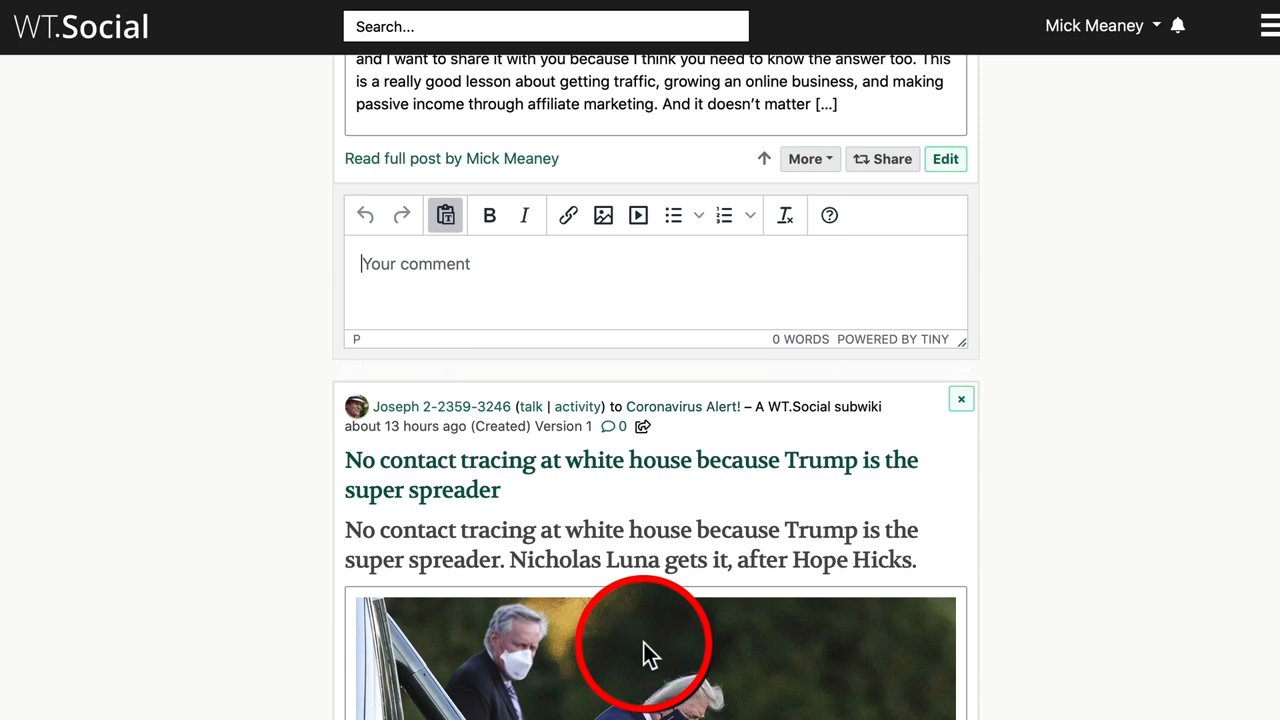 WT.Social
Search...
Mick Meaney
and I want to share it with you because I think you need to know the answer too. This
is a really good lesson about getting traffic, growing an online business, and making
passive income through affiliate marketing. And it doesn’t matter [...]
Read full post by Mick Meaney
More Share Edit
B I
Your comment
P
0 WORDS POWERED BY TINY
Joseph 2-2359-3246 (talk | activity) to Coronavirus Alert! – A WT.Social subwiki
about 13 hours ago (Created) Version 1 0
No contact tracing at white house because Trump is the
super spreader
No contact tracing at white house because Trump is the
super spreader. Nicholas Luna gets it, after Hope Hicks.